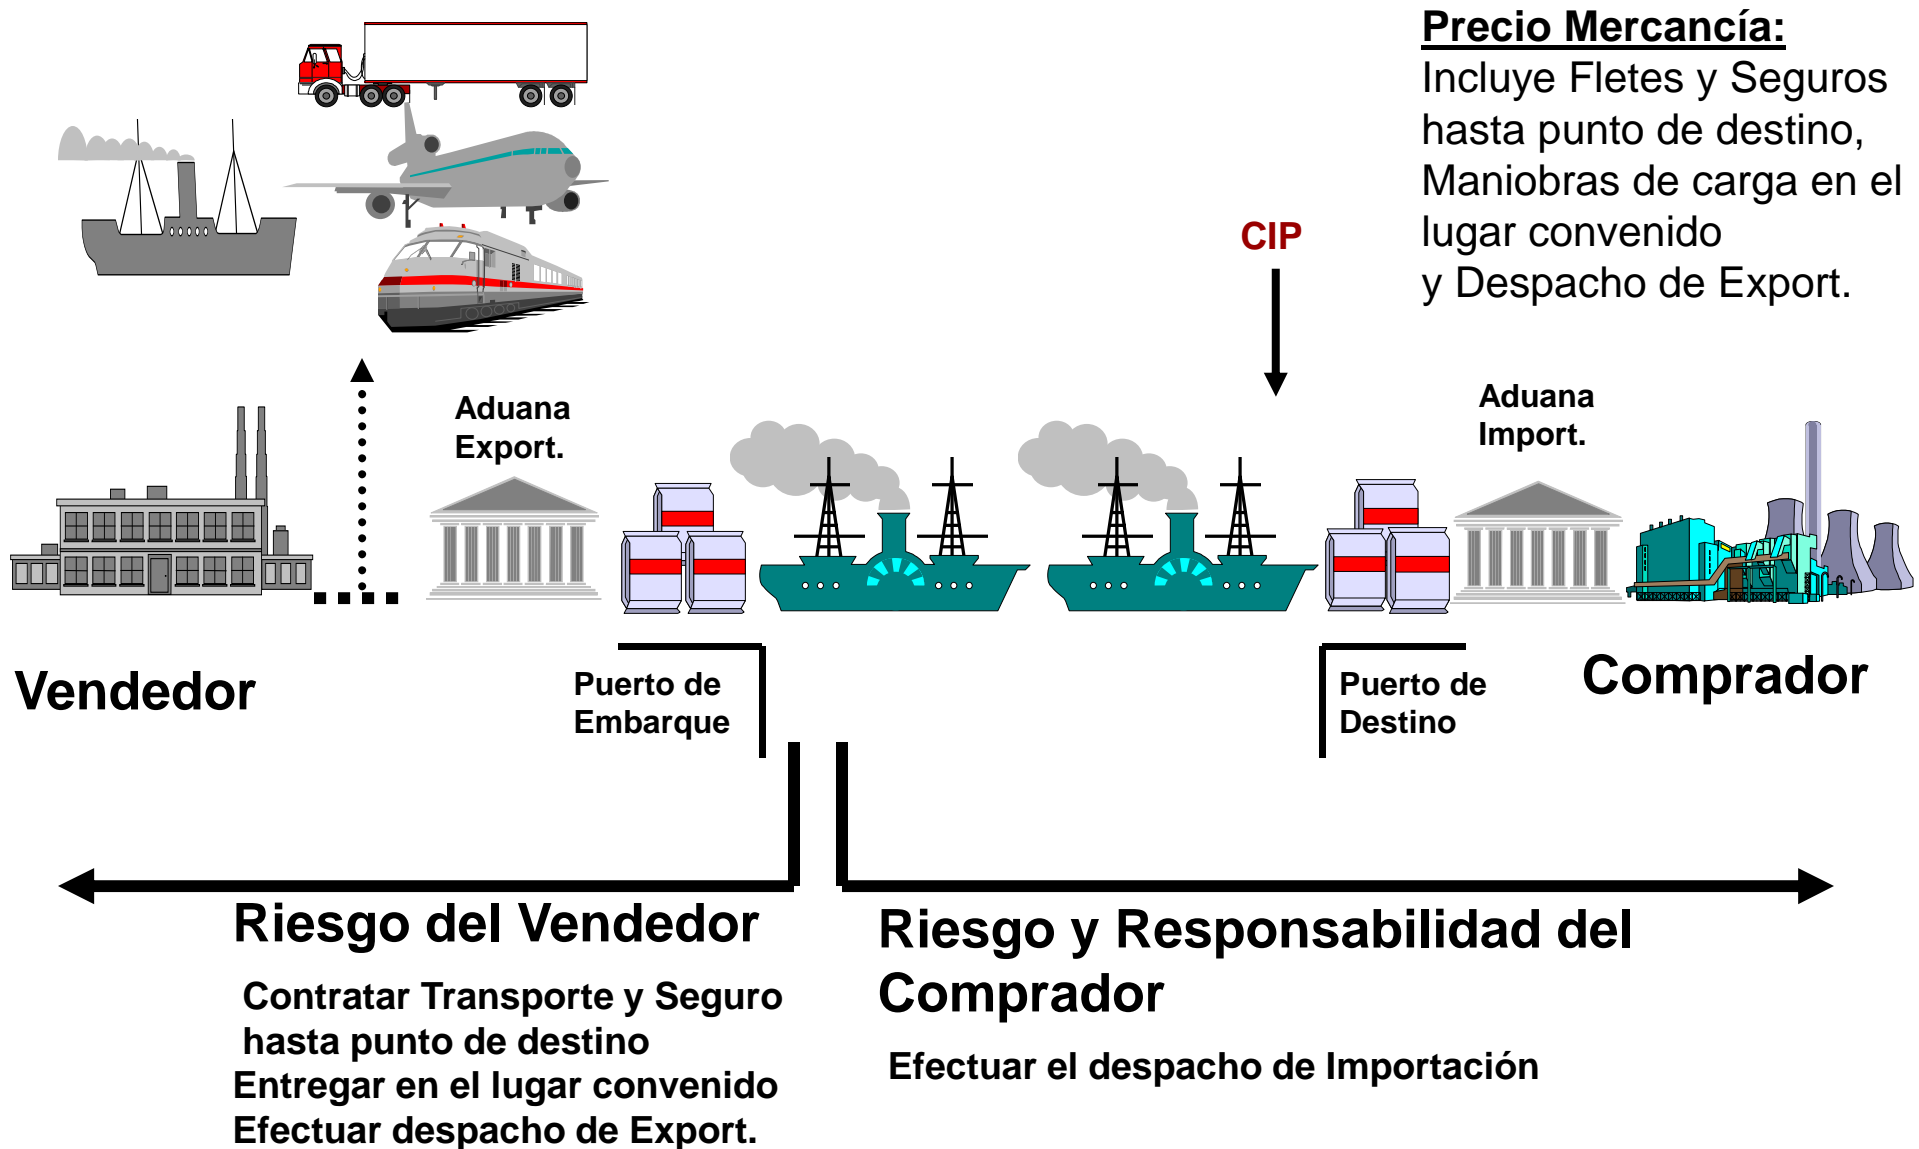 Precio Mercancía:
Incluye Fletes y Seguros
hasta punto de destino,
Maniobras de carga en el
lugar convenido
y Despacho de Export.
CIP
Aduana
Export.
Aduana
Import.
Vendedor
Puerto de
Embarque
Puerto de
Destino
Comprador
Riesgo del Vendedor
Contratar Transporte y Seguro
hasta punto de destino
Entregar en el lugar convenido
Efectuar despacho de Export.
Riesgo y Responsabilidad del
Comprador
Efectuar el despacho de Importación